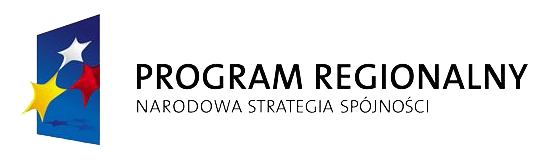 PROGRAM REGIONALNY
NARODOWA STRATEGIA SPÓJNOŚCI